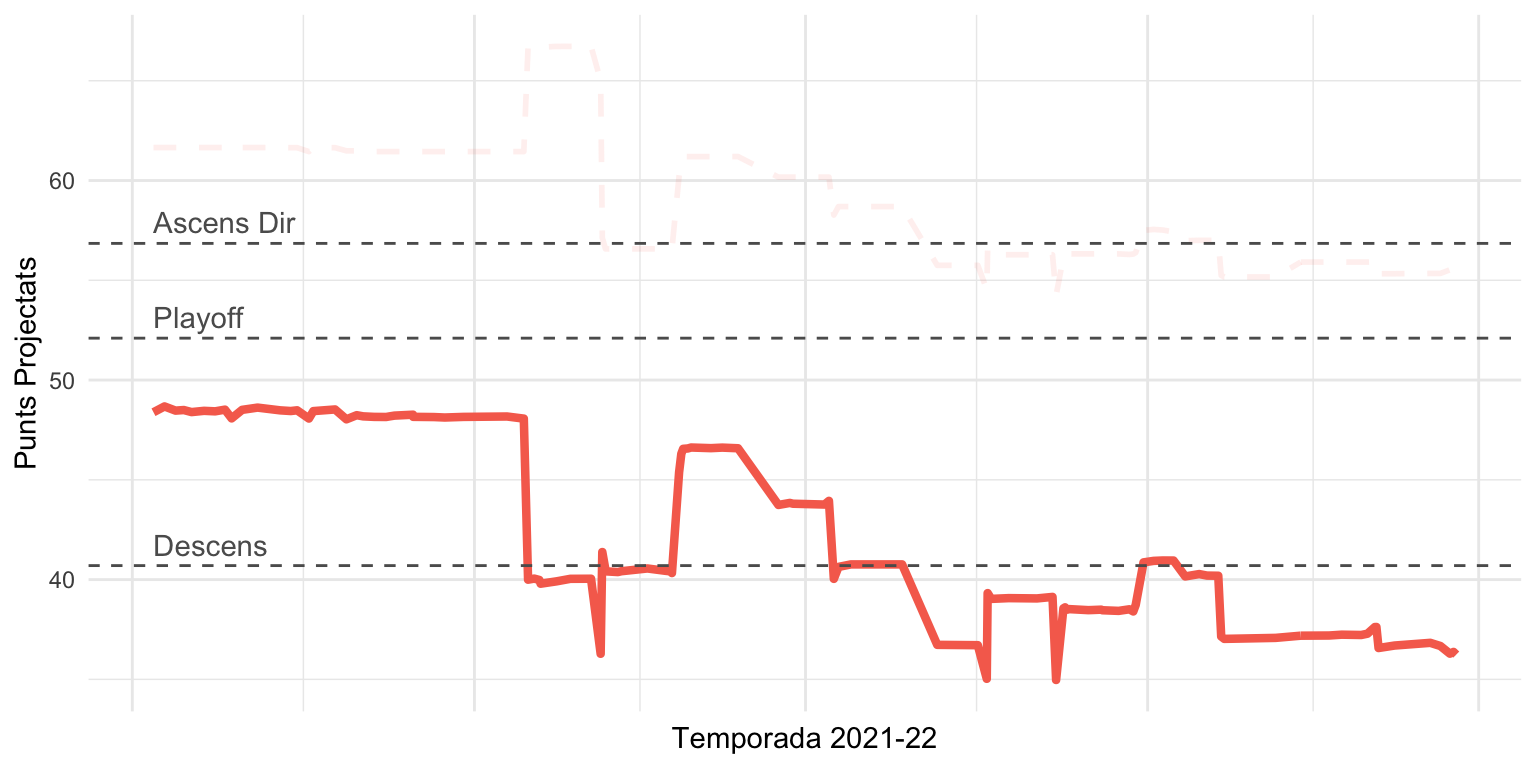 60
Ascens Dir
Playoff
50
Descens
40
Punts Projectats
Temporada 2021-22